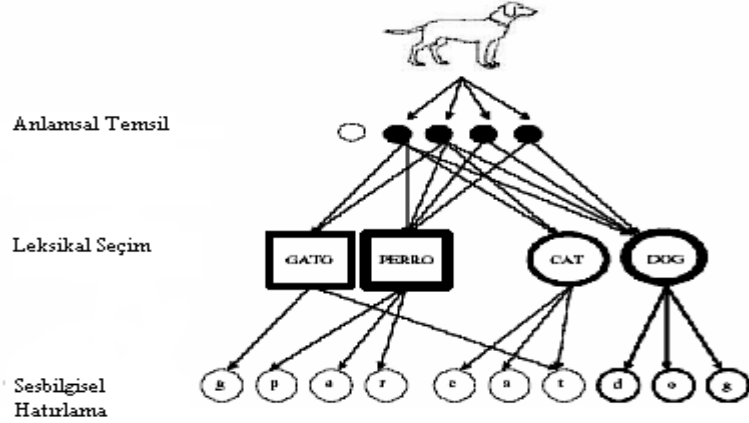 Anlamsal Temsil
Leksikal Seçim
GATO PERRO CAT DOG
Sesbilgisel
Hatırlama
g p a r c a t d o g